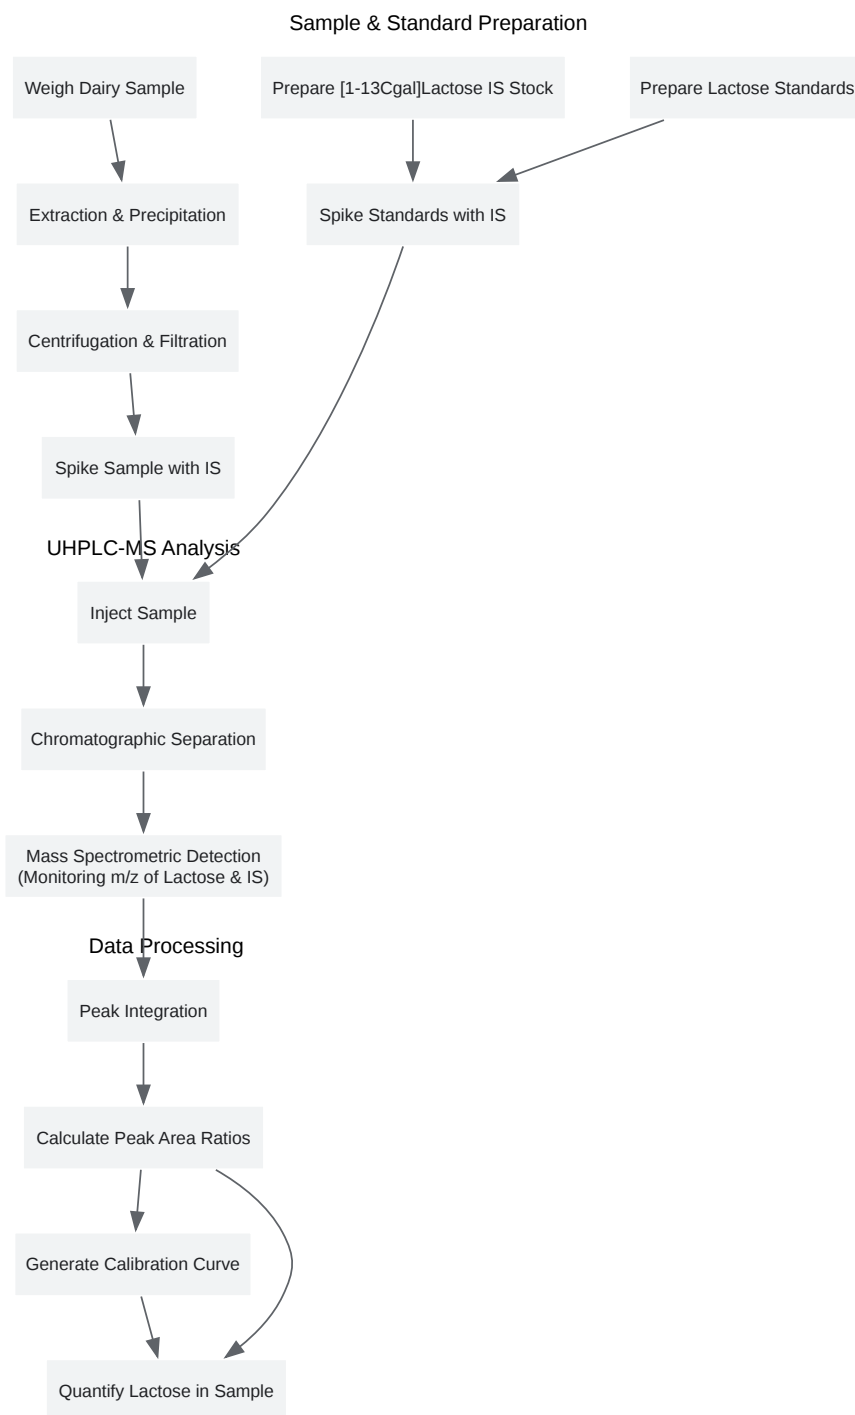 Sample & Standard Preparation
Weigh Dairy Sample
Prepare [1-13Cgal]Lactose IS Stock
Prepare Lactose Standards
Extraction & Precipitation
Spike Standards with IS
Centrifugation & Filtration
Spike Sample with IS
UHPLC-MS Analysis
Inject Sample
Chromatographic Separation
Mass Spectrometric Detection
(Monitoring m/z of Lactose & IS)
Data Processing
Peak Integration
Calculate Peak Area Ratios
Generate Calibration Curve
Quantify Lactose in Sample